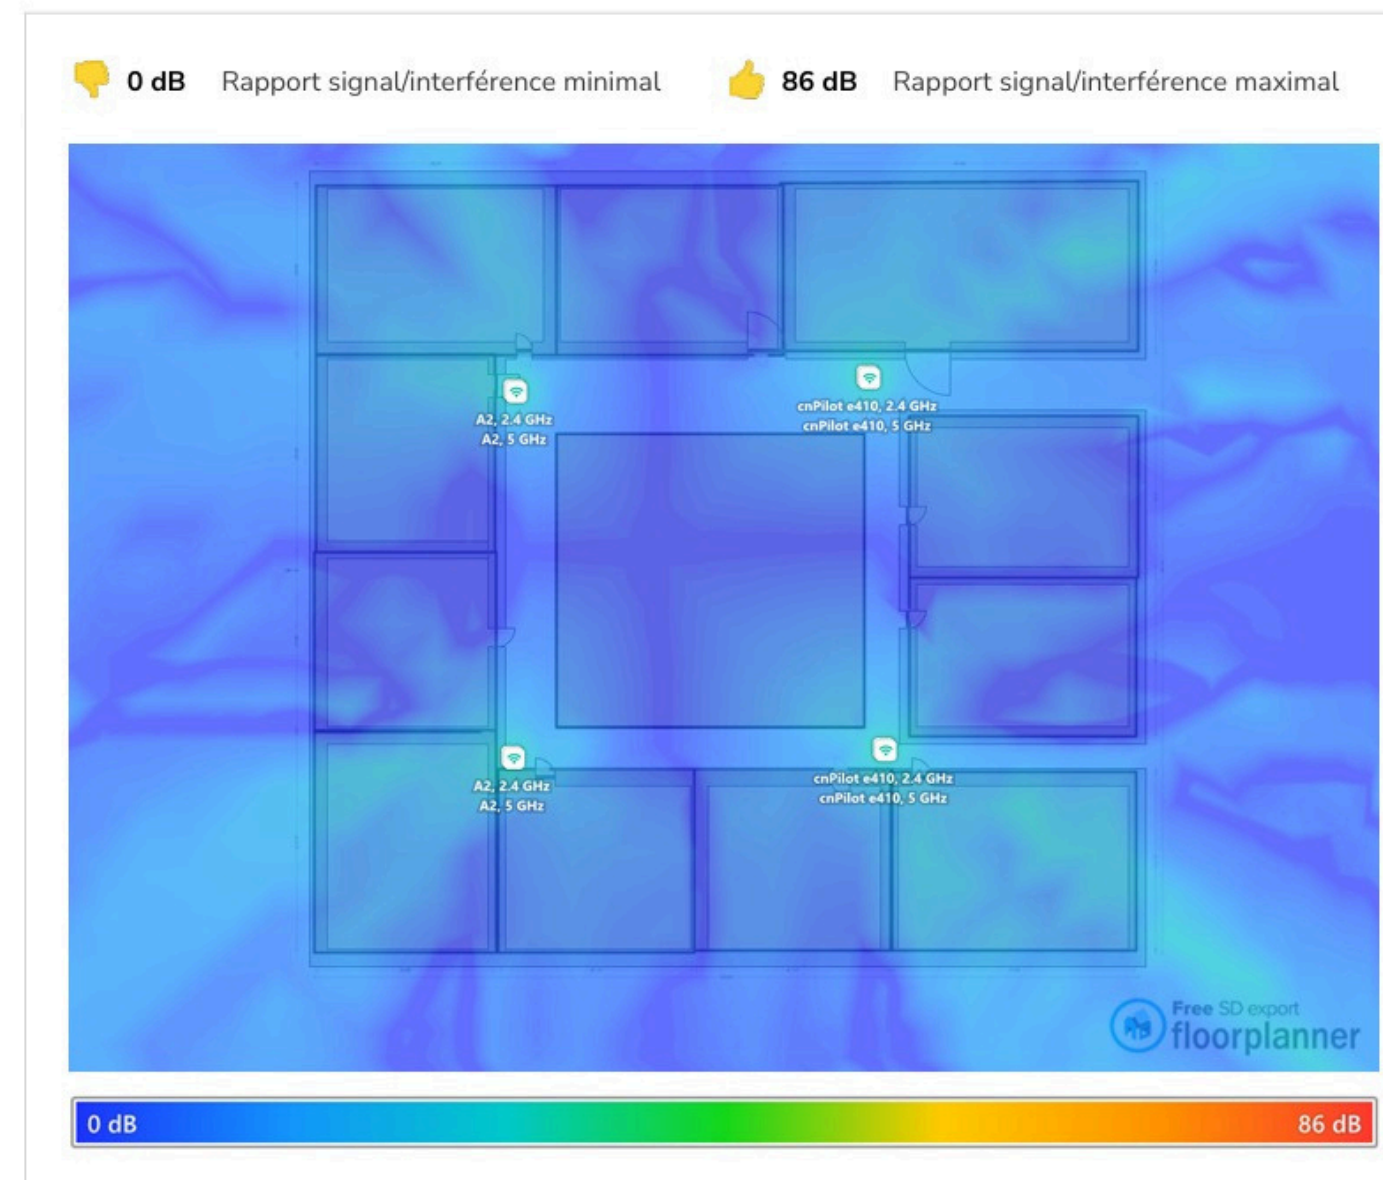 0 dB Rapport signal/interférence minimal 86 dB Rapport signal/interférence maximal
A2, 2.4 GHz
A2, 5 GHz
cnPilot e410, 2.4 GHz
cnPilot e410, 5 GHz
A2, 2.4 GHz
A2, 5 GHz
cnPilot e410, 2.4 GHz
cnPilot e410, 5 GHz
Free SD export
floorplanner
0 dB 86 dB